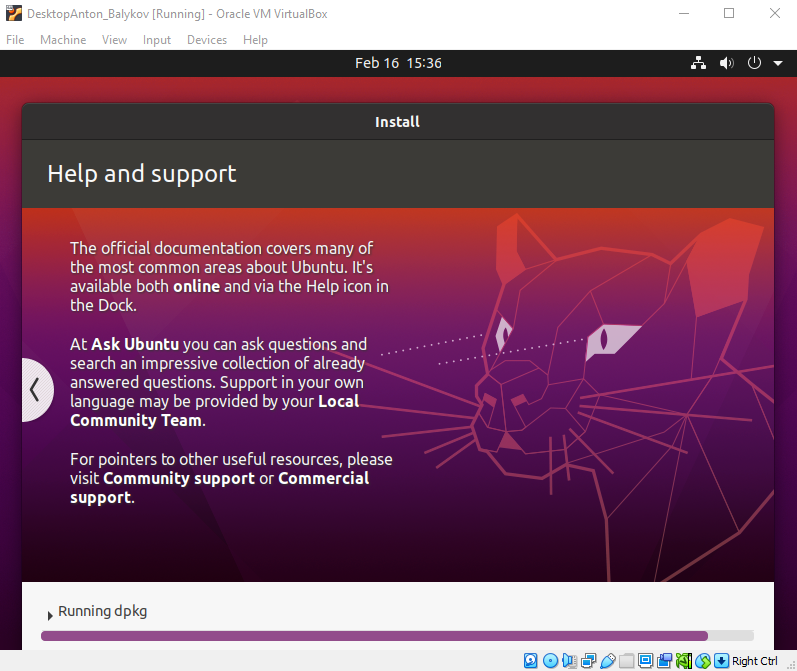 DesktopAnton_Balykov [Running] - Oracle VM VirtualBox
File Machine View Input Devices Help
Feb 16 15:36
Install
Help and support
The official documentation covers many of
the most common areas about Ubuntu. It's
available both online and via the Help icon in
the Dock.
At Ask Ubuntu you can ask questions and
search an impressive collection of already
answered questions. Support in your own
language may be provided by your Local
Community Team.
For pointers to other useful resources, please
visit Community support or Commercial
support.
Running dpkg
Right Ctrl